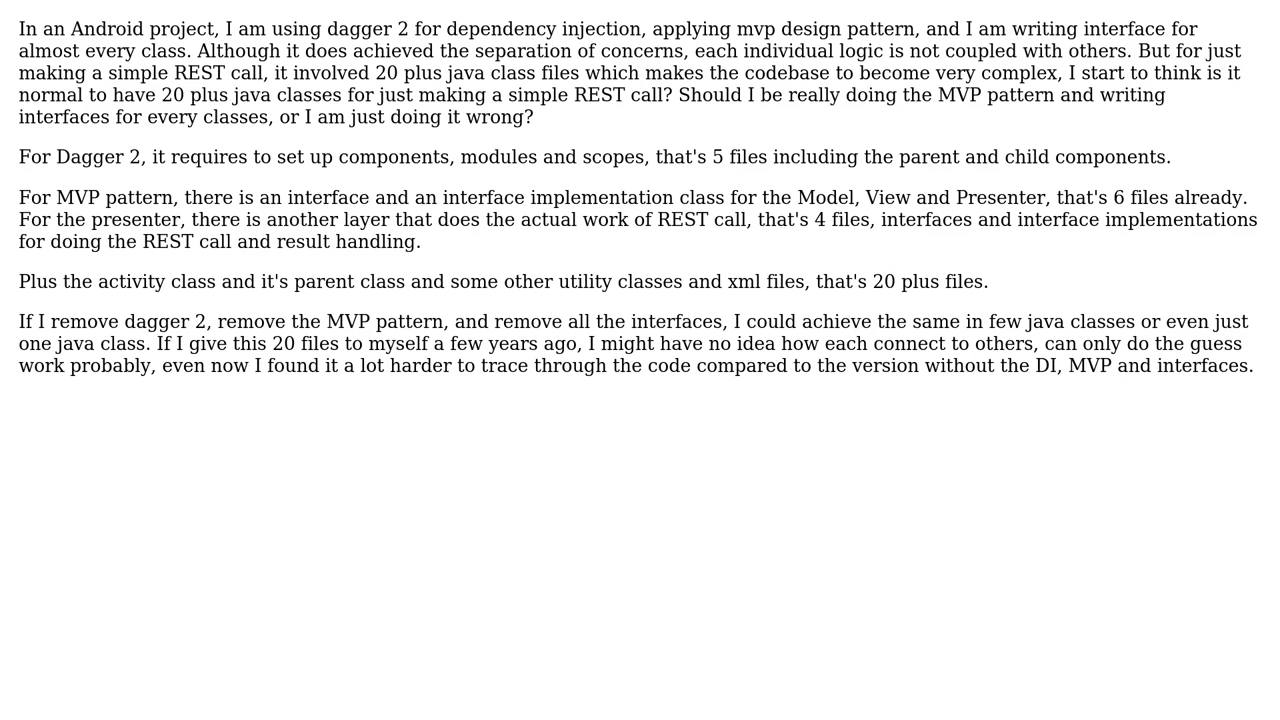 In an Android project, I am using dagger 2 for dependency injection, applying mvp design pattern, and I am writing interface for
almost every class. Although it does achieved the separation of concerns, each individual logic is not coupled with others. But for just
making a simple REST call, it involved 20 plus java class files which makes the codebase to become very complex, I start to think is it
normal to have 20 plus java classes for just making a simple REST call? Should I be really doing the MVP pattern and writing
interfaces for every classes, or I am just doing it wrong?
For Dagger 2, it requires to set up components, modules and scopes, that's 5 files including the parent and child components.
For MVP pattern, there is an interface and an interface implementation class for the Model, View and Presenter, that's 6 files already.
For the presenter, there is another layer that does the actual work of REST call, that's 4 files, interfaces and interface implementations
for doing the REST call and result handling.
Plus the activity class and it's parent class and some other utility classes and xml files, that's 20 plus files.
If I remove dagger 2, remove the MVP pattern, and remove all the interfaces, I could achieve the same in few java classes or even just
one java class. If I give this 20 files to myself a few years ago, I might have no idea how each connect to others, can only do the guess
work probably, even now I found it a lot harder to trace through the code compared to the version without the DI, MVP and interfaces.